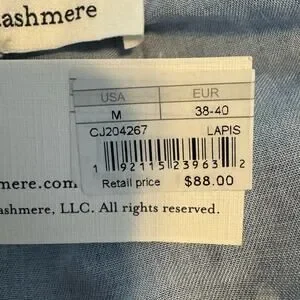 ashmere
USA EUR
M 38-40
CJ204267 LAPIS
1 92115 23963 2
Retail price $88.00
mere.com
ashmere, LLC. All rights reserved.